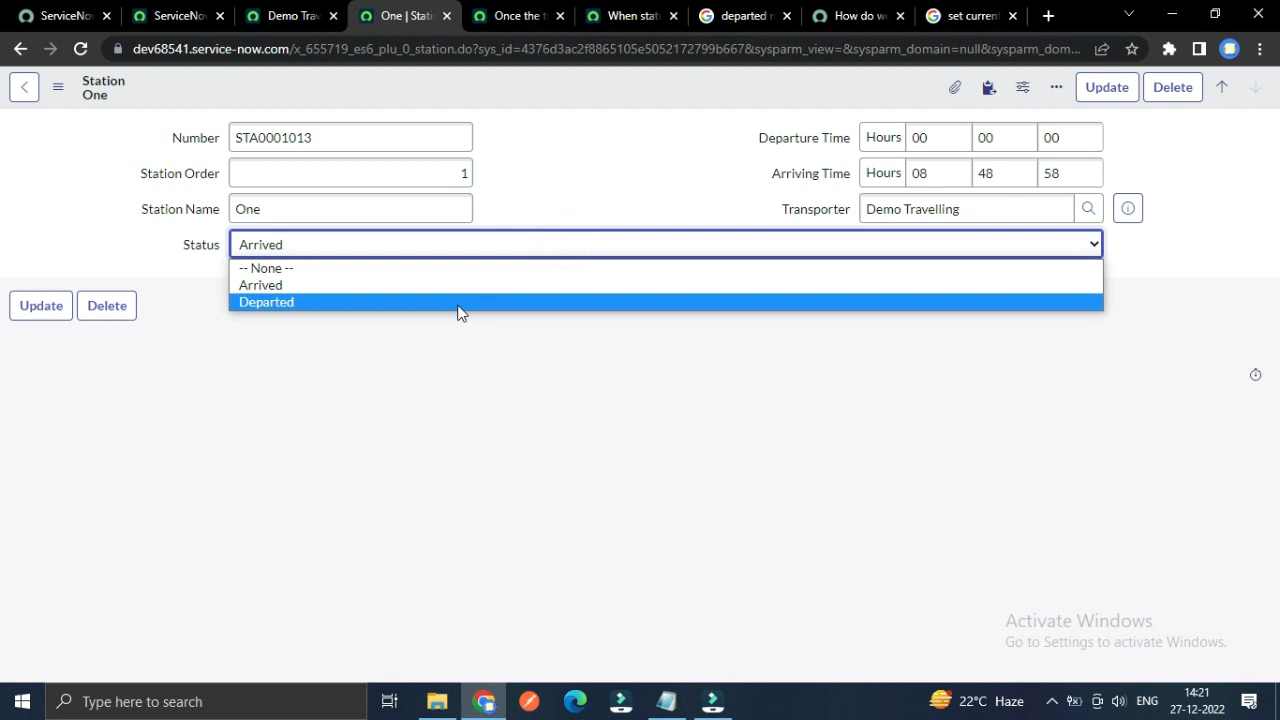 ServiceNo
ServiceNo
Demo Trav
One | Stati
Once the t
When stat
departed n
How do we
set current
dev68541.service-now.com/x_655719_es6_plu_0_station.do?sys_id=4376d3ac2f8865105e5052172799b667&sysparm_view=&sysparm_domain=null&sysparm_dom...
Station
One
Update
Delete
Number
STA0001013
Departure Time
Hours
00
00
00
Station Order
1
Arriving Time
Hours
08
48
58
Station Name
One
Transporter
Demo Travelling
Status
Arrived
-- None --
Arrived
Departed
Update
Delete
Activate Windows
Go to Settings to activate Windows.
Type here to search
22°C Haze
ENG
14:21
27-12-2022